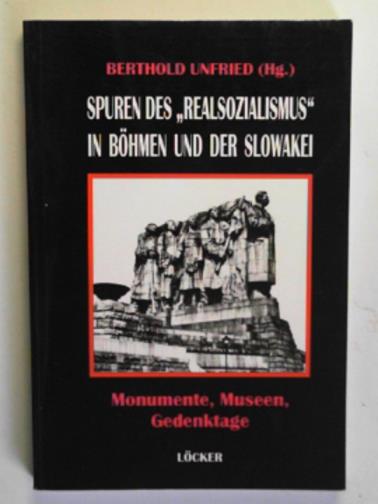 BERTHOLD UNFRIED (Hg.)
SPUREN DES „REALSOZIALISMUS“
IN BÖHMEN UND DER SLOWAKEI
Monumente, Museen,
Gedenktage
LÖCKER